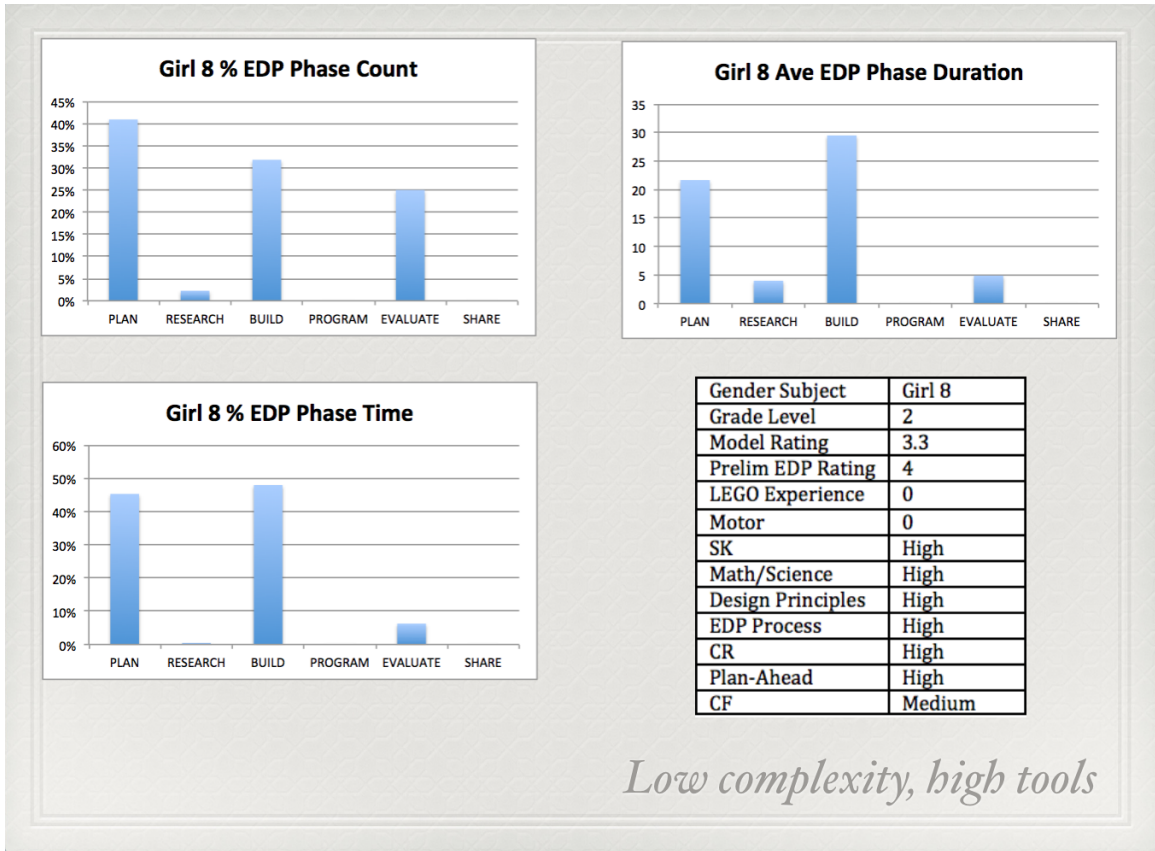 Girl 8 % EDP Phase Count
45%
40%
35%
30%
25%
20%
15%
10%
5%
0%
PLAN RESEARCH BUILD PROGRAM EVALUATE SHARE
Girl 8 Ave EDP Phase Duration
35
30
25
20
15
10
5
0
PLAN RESEARCH BUILD PROGRAM EVALUATE SHARE
Girl 8 % EDP Phase Time
60%
50%
40%
30%
20%
10%
0%
PLAN RESEARCH BUILD PROGRAM EVALUATE SHARE
Gender Subject Girl 8
Grade Level 2
Model Rating 3.3
Prelim EDP Rating 4
LEGO Experience 0
Motor 0
SK High
Math/Science High
Design Principles High
EDP Process High
CR High
Plan-Ahead High
CF Medium
Low complexity, high tools